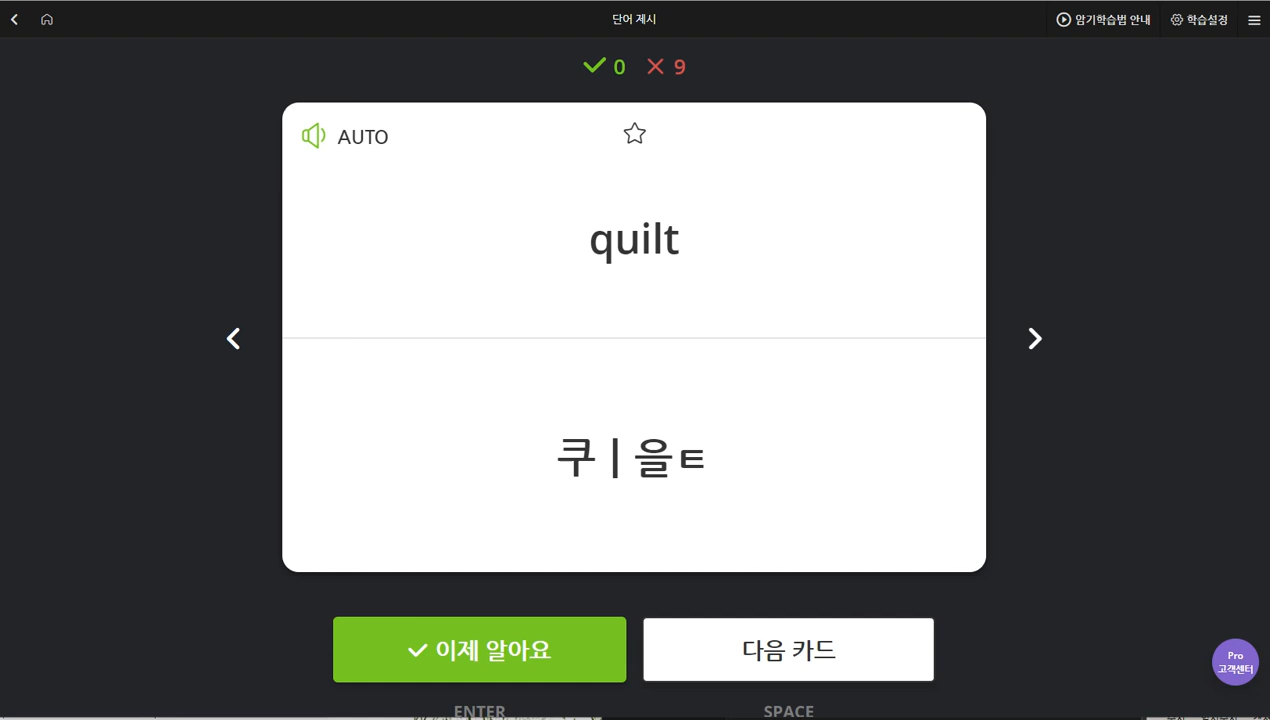 단어 제시
암기학습법 안내
학습설정
0
9
AUTO
quilt
쿠ㅣ을ㅌ
이제 알아요
다음 카드
Pro
고객센터
ENTER
SPACE